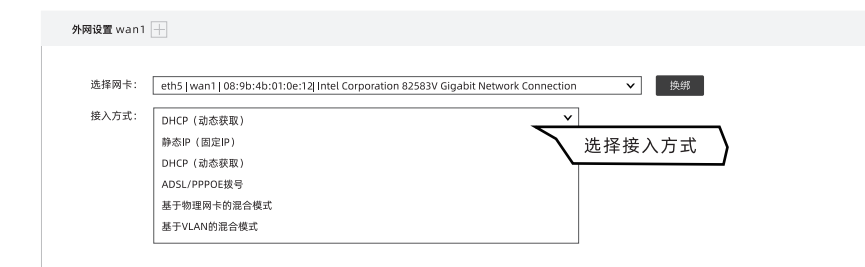 外网设置 wan1
选择网卡： eth5 | wan1 | 08:9b:4b:01:0e:12| Intel Corporation 82583V Gigabit Network Connection 换绑
接入方式： DHCP（动态获取）
静态IP（固定IP）
选择接入方式
DHCP（动态获取）
ADSL/PPPOE拨号
基于物理网卡的混合模式
基于VLAN的混合模式